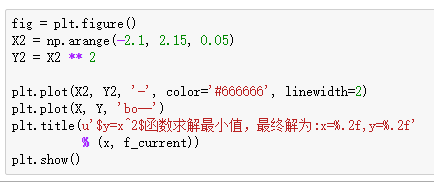 fig = plt.figure()
X2 = np.arange(-2.1, 2.15, 0.05)
Y2 = X2 ** 2
plt.plot(X2, Y2, '-', color='#666666', linewidth=2)
plt.plot(X, Y, 'bo--')
plt.title(u'$y=x^2$函数求解最小值，最终解为:x=%.2f,y=%.2f'
% (x, f_current))
plt.show()